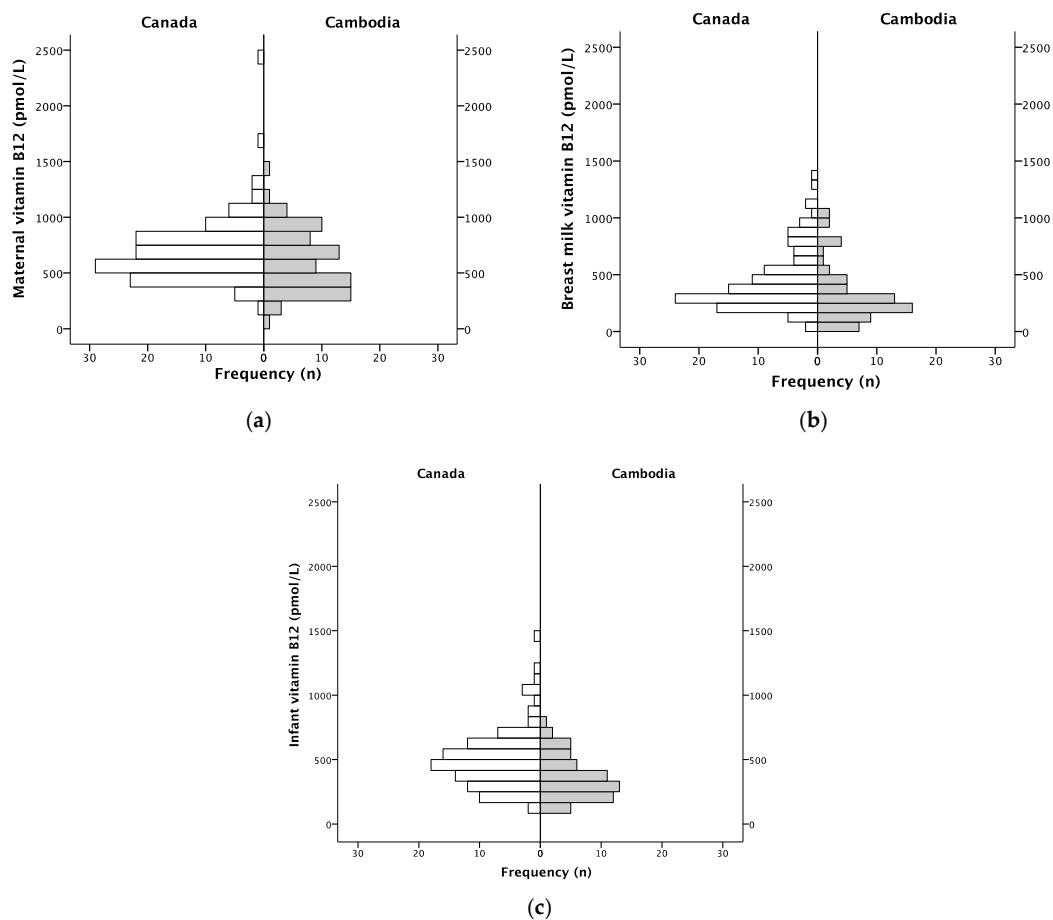 Canada Cambodia
Maternal vitamin B12 (pmol/L)
2500 2500
2000 2000
1500 1500
1000 1000
500 500
0 0
30 20 10 0 10 20 30
Frequency (n)
(a)
Canada Cambodia
Breast milk vitamin B12 (pmol/L)
2500 2500
2000 2000
1500 1500
1000 1000
500 500
0 0
30 20 10 0 10 20 30
Frequency (n)
(b)
Canada Cambodia
Infant vitamin B12 (pmol/L)
2500 2500
2000 2000
1500 1500
1000 1000
500 500
0 0
30 20 10 0 10 20 30
Frequency (n)
(c)